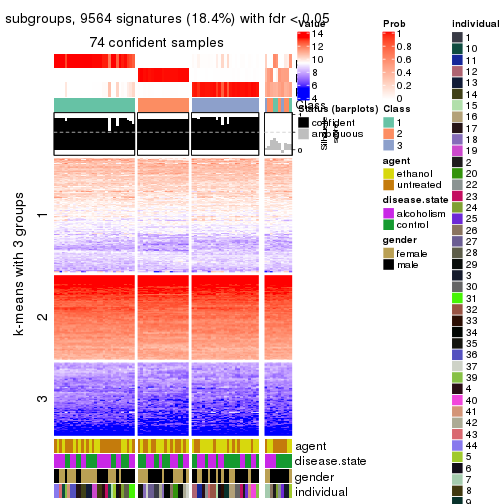 subgroups, 9564 signatures (18.4%) with fdr < 0.05
74 confident samples
k-means with 3 groups
1
2
3
agent
disease.state
gender
individual
Value
14
12
10
8
6
4
Status (barplots)
confident
ambiguous
Class
0
Prob
1
0.8
0.6
0.4
0.2
0
Class
1
2
3
agent
ethanol
untreated
disease.state
alcoholism
control
gender
female
male
individual
1
10
11
12
13
14
15
16
17
18
19
2
20
22
23
24
25
26
27
28
29
3
30
31
32
33
34
35
36
37
39
4
40
41
42
43
44
5
6
7
8
9